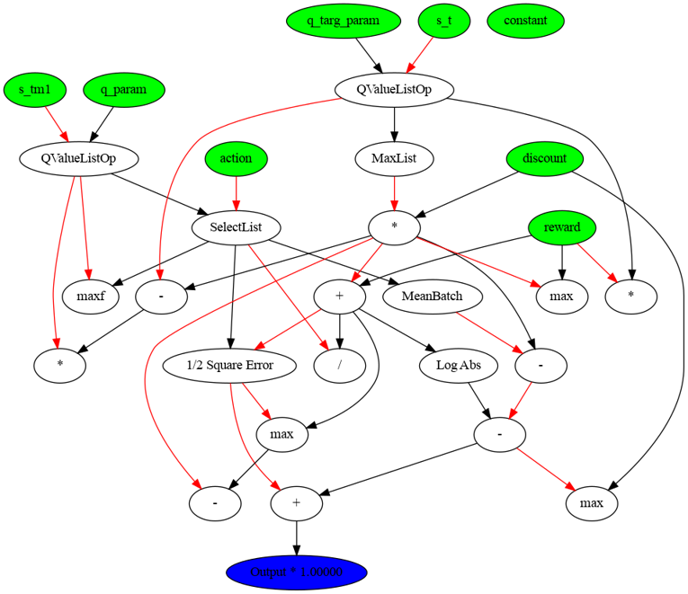 q_targ_param
s_t
constant
s_tm1
q_param
QValueListOp
QValueListOp
action
MaxList
discount
SelectList
*
reward
maxf
-
+
MeanBatch
max
*
*
1/2 Square Error
/
Log Abs
-
max
-
-
+
max
Output * 1.00000